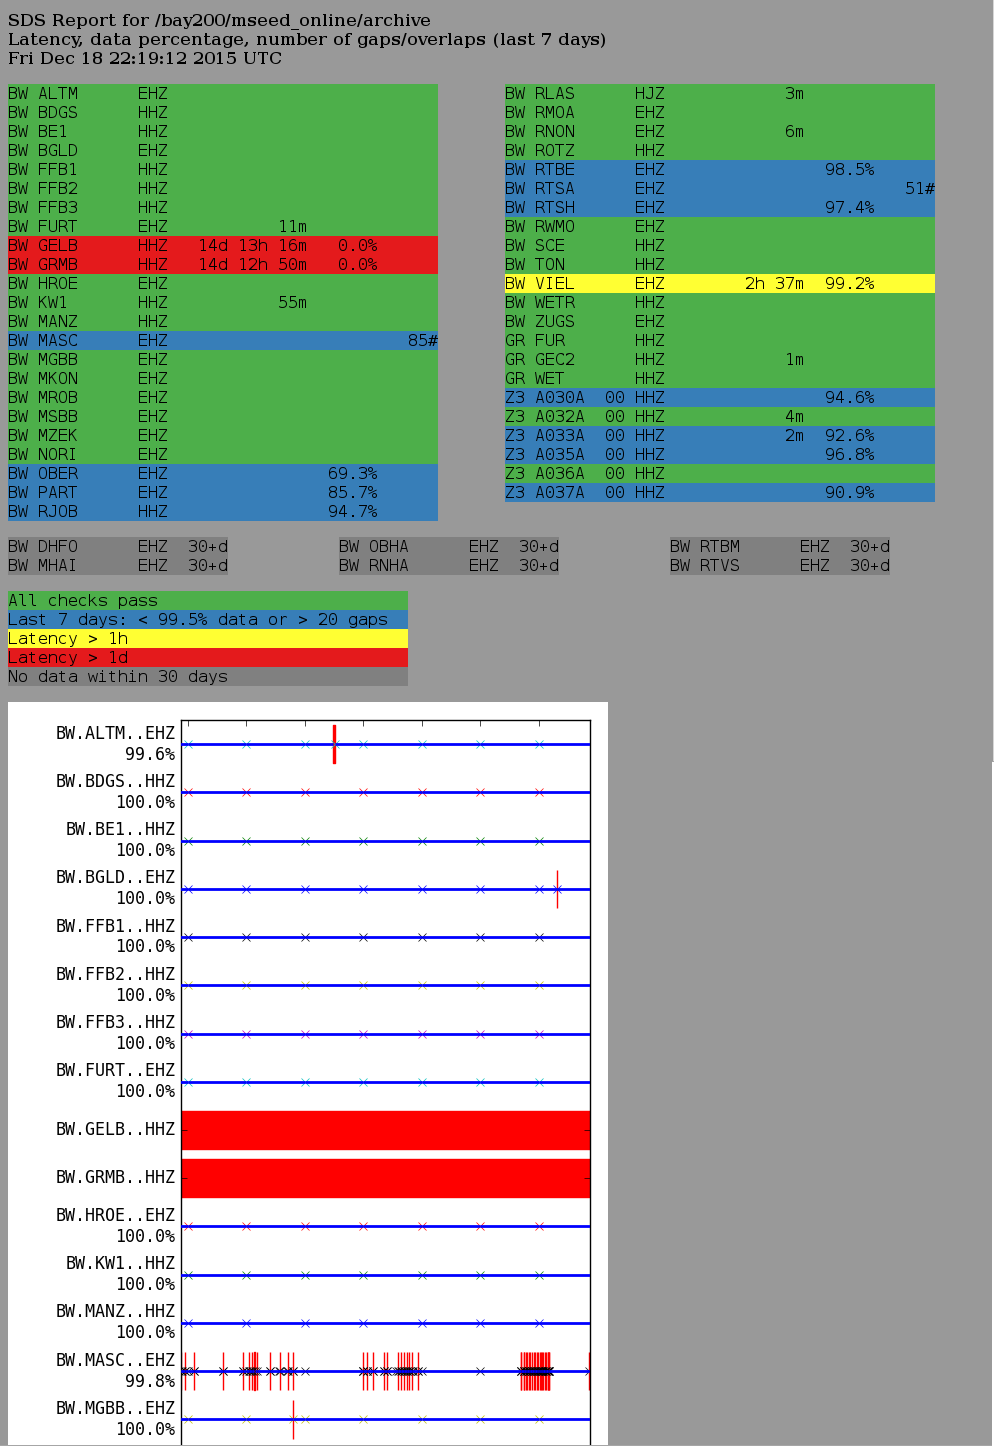 SDS Report for /bay200/mseed_online/archive
Latency, data percentage, number of gaps/overlaps (last 7 days)
Fri Dec 18 22:19:12 2015 UTC
BW ALTM EHZ
BW BDGS HHZ
BW BE1 HHZ
BW BGLD EHZ
BW FFB1 HHZ
BW FFB2 HHZ
BW FFB3 HHZ
BW FURT EHZ 11m
BW GELB HHZ 14d 13h 16m 0.0%
BW GRMB HHZ 14d 12h 50m 0.0%
BW HROE EHZ
BW KW1 HHZ 55m
BW MANZ HHZ
BW MASC EHZ 85#
BW MGBB EHZ
BW MKON EHZ
BW MROB EHZ
BW MSBB EHZ
BW MZEK EHZ
BW NORI EHZ
BW OBER EHZ 69.3%
BW PART EHZ 85.7%
BW RJOB HHZ 94.7%
BW RLAS HJZ 3m
BW RMOA EHZ
BW RNON EHZ 6m
BW ROTZ HHZ
BW RTBE EHZ 98.5%
BW RTSA EHZ 51#
BW RTSH EHZ 97.4%
BW RWMO EHZ
BW SCE HHZ
BW TON HHZ
BW VIEL EHZ 2h 37m 99.2%
BW WETR HHZ
BW ZUGS EHZ
GR FUR HHZ
GR GEC2 HHZ 1m
GR WET HHZ
Z3 A030A 00 HHZ 94.6%
Z3 A032A 00 HHZ 4m
Z3 A033A 00 HHZ 2m 92.6%
Z3 A035A 00 HHZ 96.8%
Z3 A036A 00 HHZ
Z3 A037A 00 HHZ 90.9%
BW DHFO EHZ 30+d
BW MHAI EHZ 30+d
BW OBHA EHZ 30+d
BW RNHA EHZ 30+d
BW RTBM EHZ 30+d
BW RTVS EHZ 30+d
All checks pass
Last 7 days: < 99.5% data or > 20 gaps
Latency > 1h
Latency > 1d
No data within 30 days
BW.ALTM..EHZ
99.6%
BW.BDGS..HHZ
100.0%
BW.BE1..HHZ
100.0%
BW.BGLD..EHZ
100.0%
BW.FFB1..HHZ
100.0%
BW.FFB2..HHZ
100.0%
BW.FFB3..HHZ
100.0%
BW.FURT..EHZ
100.0%
BW.GELB..HHZ
BW.GRMB..HHZ
BW.HROE..EHZ
100.0%
BW.KW1..HHZ
100.0%
BW.MANZ..HHZ
100.0%
BW.MASC..EHZ
99.8%
BW.MGBB..EHZ
100.0%